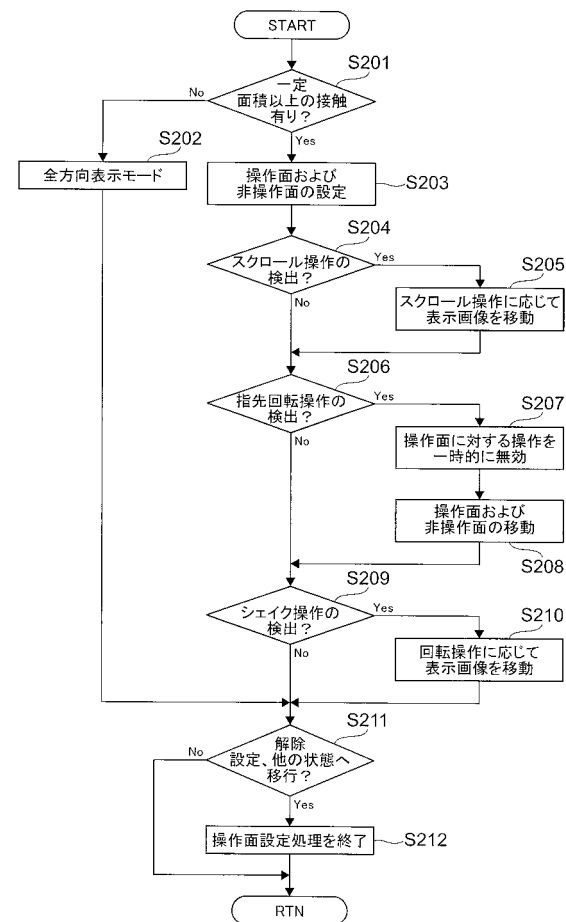 START
S201
一定
面積以上の接触
有り？
No
Yes
S202
全方向表示モード
操作面および
非操作面の設定
S203
S204
スクロール操作の
検出？
Yes
No
S205
スクロール操作に応じて
表示画像を移動
S206
指先回転操作の
検出？
Yes
No
S207
操作面に対する操作を
一時的に無効
操作面および
非操作面の移動
S208
S209
シェイク操作の
検出？
Yes
No
S210
回転操作に応じて
表示画像を移動
S211
解除
設定、他の状態へ
移行？
No
Yes
操作面設定処理を終了
S212
RTN